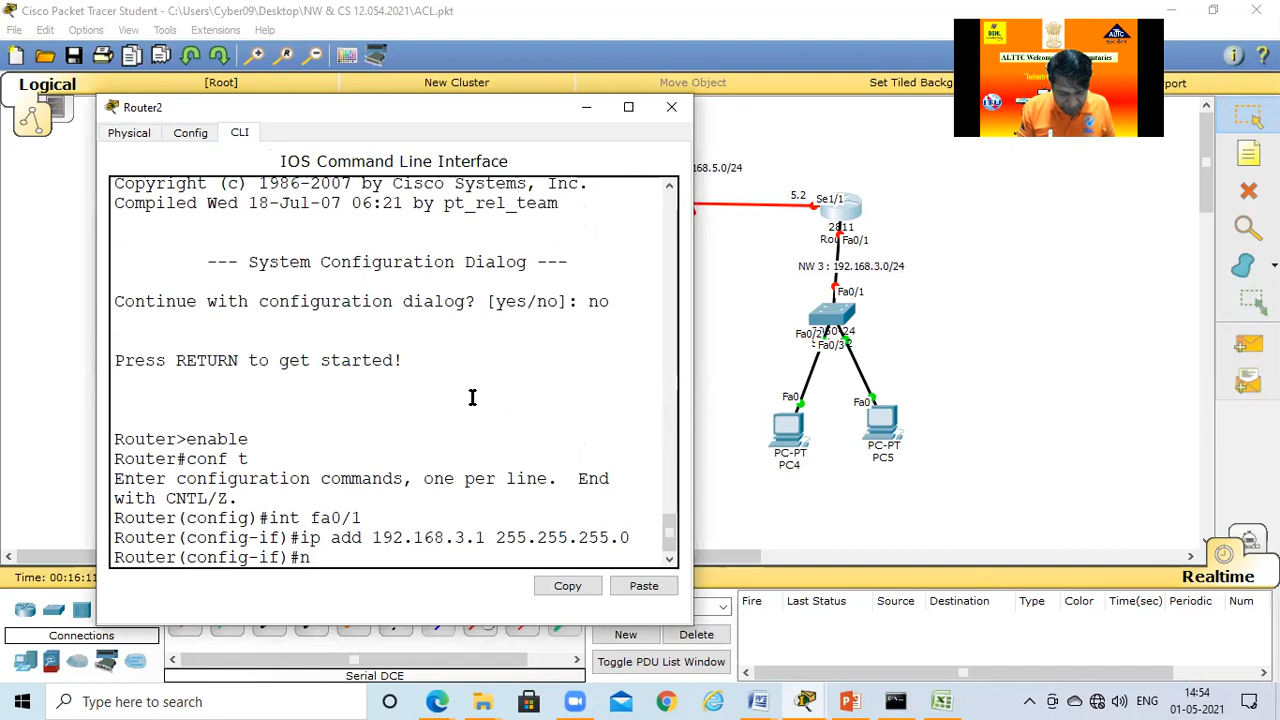 Cisco Packet Tracer Student - C:\Users\Cyber09\Desktop\NW & CS 12.054.2021\ACL.pkt
File Edit Options View Tools Extensions Help
Logical [Root] New Cluster Move Object Set Tiled Backg port
BSNL
ALTTC
ALTTC Welcomes
Router2
Physical Config CLI
IOS Command Line Interface
Copyright (c) 1986-2007 by Cisco Systems, Inc.
Compiled Wed 18-Jul-07 06:21 by pt_rel_team
--- System Configuration Dialog ---
Continue with configuration dialog? [yes/no]: no
Press RETURN to get started!
Router>enable
Router#conf t
Enter configuration commands, one per line. End
with CNTL/Z.
Router(config)#int fa0/1
Router(config-if)#ip add 192.168.3.1 255.255.255.0
Router(config-if)#n
Copy Paste
168.5.0/24
5.2 Se1/1
2811
Rou Fa0/1
NW 3 : 192.168.3.0/24
Fa0/1
Fa0/2
Fa0/3
Fa0 Fa0
PC-PT
PC4
PC-PT
PC5
Time: 00:16:11 Realtime
Connections
New Delete
Toggle PDU List Window
Serial DCE
Fire Last Status Source Destination Type Color Time(sec) Periodic Num
Type here to search
ENG
14:54
01-05-2021